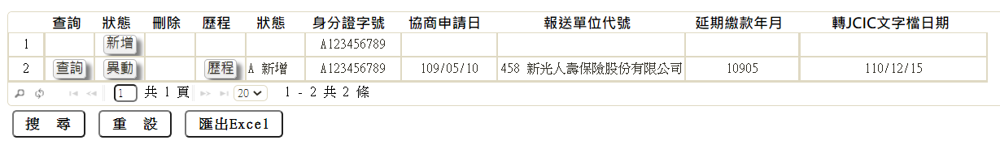 查詢 狀態 刪除 歷程 狀態 身分證字號 協商申請日 報送單位代號 延期繳款年月 轉JCIC文字檔日期
1 新增 A123456789
2 查詢 異動 歷程 A 新增 A123456789 109/05/10 458 新光人壽保險股份有限公司 10905 110/12/15
1 共 1 頁 20 1 - 2 共 2 條
搜 尋 重 設 匯出Excel